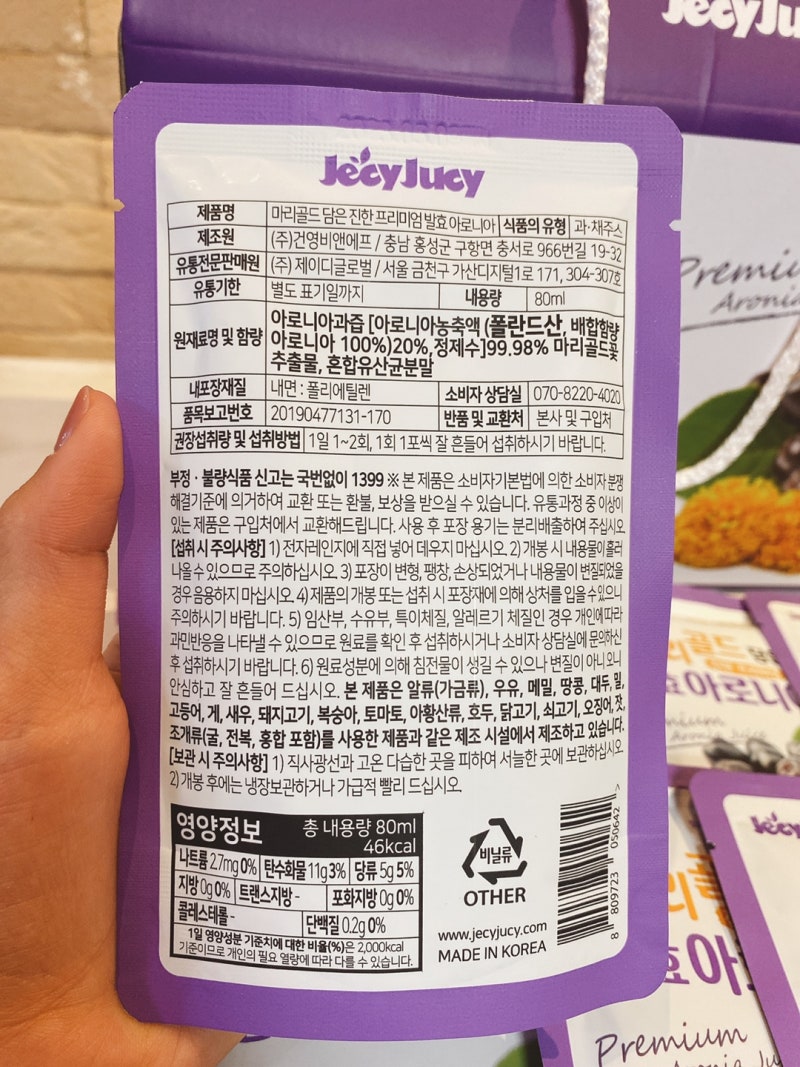 JecyJu
JecyJucy
제품명 마리골드 담은 진한 프리미엄 발효 아로니아 식품의 유형 과·채주스
제조원 (주)건영비앤에프 / 충남 홍성군 구항면 충서로 966번길 19-32
유통전문판매원 (주) 제이디글로벌 / 서울 금천구 가산디지털1로 171, 304-307호
유통기한 별도 표기일까지 내용량 80ml
원재료명 및 함량 아로니아과즙 [아로니아농축액 (폴란드산, 배합함량
아로니아 100%)20%, 정제수]99.98% 마리골드꽃
추출물, 혼합유산균분말
내포장재질 내면 : 폴리에틸렌 소비자 상담실 070-8220-4020
품목보고번호 20190477131-170 반품 및 교환처 본사 및 구입처
권장섭취량 및 섭취방법 1일 1~2회, 1회 1포씩 잘 흔들어 섭취하시기 바랍니다.
부정 · 불량식품 신고는 국번없이 1399 ※ 본 제품은 소비자기본법에 의한 소비자 분쟁
해결기준에 의거하여 교환 또는 환불, 보상을 받으실 수 있습니다. 유통과정 중 이상이
있는 제품은 구입처에서 교환해드립니다. 사용 후 포장 용기는 분리배출하여 주십시오
[섭취 시 주의사항] 1) 전자레인지에 직접 넣어 데우지 마십시오. 2) 개봉 시 내용물이 흘러
나올 수 있으므로 주의하십시오. 3) 포장이 변형, 팽창, 손상되었거나 내용물이 변질되었을
경우 음용하지 마십시오. 4) 제품의 개봉 또는 섭취 시 포장재에 의해 상처를 입을 수 있으니
주의하시기 바랍니다. 5) 임산부, 수유부, 특이체질, 알레르기 체질인 경우 개인에 따라
과민반응을 나타낼 수 있으므로 원료를 확인 후 섭취하시거나 소비자 상담실에 문의하신
후 섭취하시기 바랍니다. 6) 원료성분에 의해 침전물이 생길 수 있으나 변질이 아니오니
안심하고 잘 흔들어 드십시오. 본 제품은 알류(가금류), 우유, 메밀, 땅콩, 대두, 밀,
고등어, 게, 새우, 돼지고기, 복숭아, 토마토, 아황산류, 호두, 닭고기, 쇠고기, 오징어, 잣,
조개류(굴, 전복, 홍합 포함)를 사용한 제품과 같은 제조 시설에서 제조하고 있습니다.
[보관 시 주의사항] 1) 직사광선과 고온 다습한 곳을 피하여 서늘한 곳에 보관하십시오.
2) 개봉 후에는 냉장보관하거나 가급적 빨리 드십시오.
영양정보 총 내용량 80ml
46kcal
나트륨 2.7mg 0% 탄수화물 11g 3% 당류 5g 5%
지방 0g 0% 트랜스지방 - 포화지방 0g 0%
콜레스테롤 - 단백질 0.2g 0%
1일 영양성분 기준치에 대한 비율(%)은 2,000kcal
기준이므로 개인의 필요 열량에 따라 다를 수 있습니다.
비닐류
OTHER
www.jecyjucy.com
MADE IN KOREA
8 809723 050642 >
Premiu
Aronia
리골드
효아로니
Premium
Aronia Juice
Jecy
리
효아
Premium
Aronia Ju